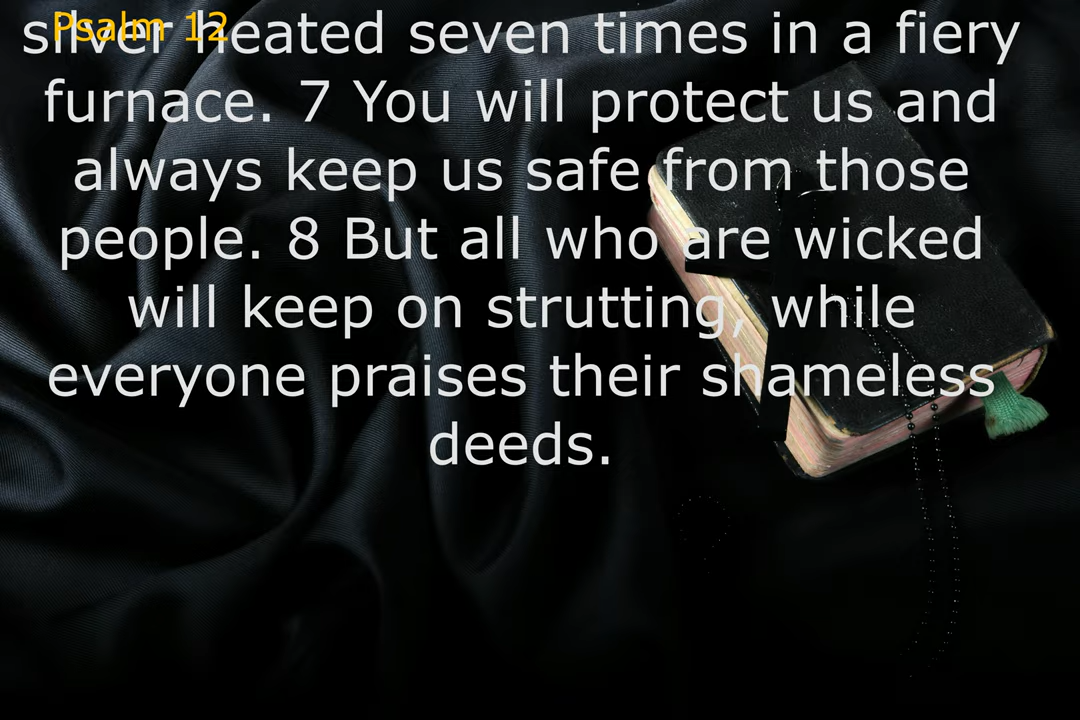 Psalm 12
silver heated seven times in a fiery
furnace. 7 You will protect us and
always keep us safe from those
people. 8 But all who are wicked
will keep on strutting, while
everyone praises their shameless
deeds.